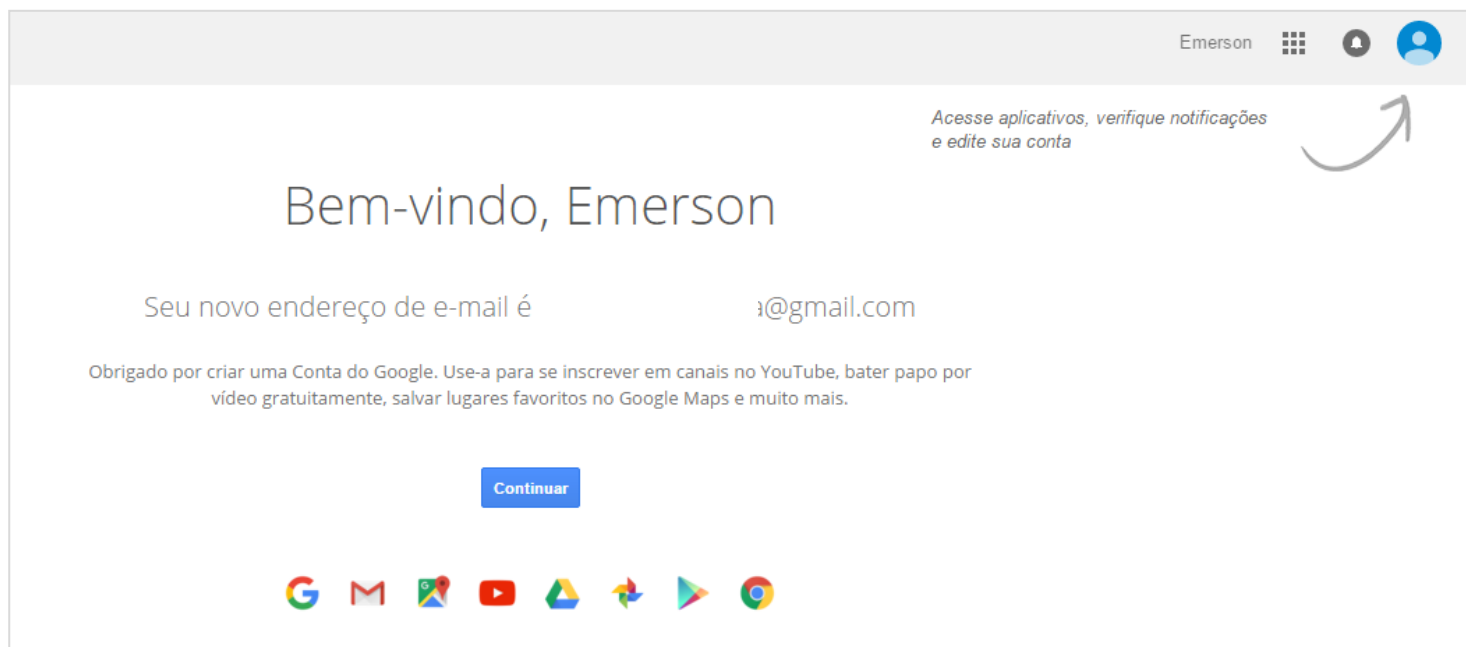 Emerson
Acesse aplicativos, verifique notificações
e edite sua conta
Bem-vindo, Emerson
Seu novo endereço de e-mail é @gmail.com
Obrigado por criar uma Conta do Google. Use-a para se inscrever em canais no YouTube, bater papo por
vídeo gratuitamente, salvar lugares favoritos no Google Maps e muito mais.
Continuar